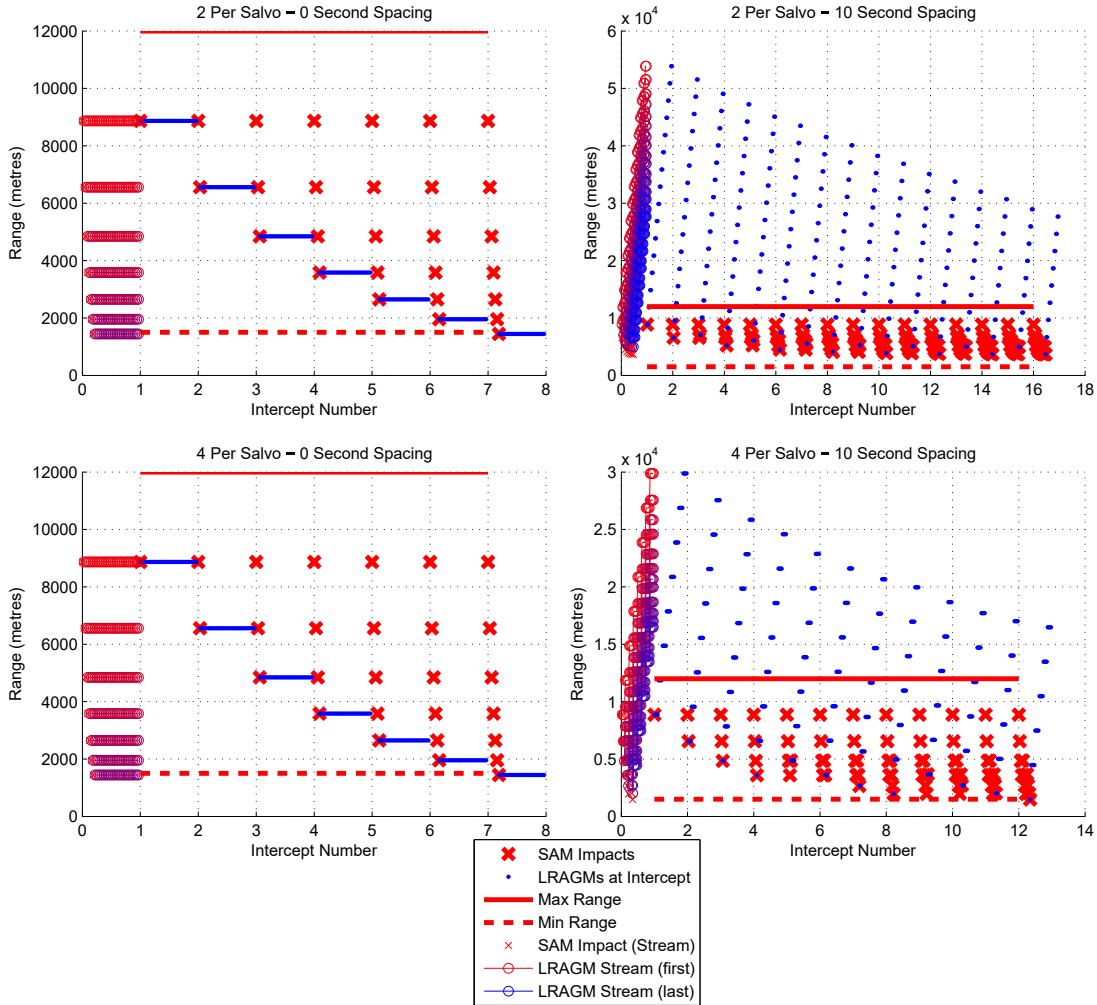 2 Per Salvo – 0 Second Spacing
12000
10000
8000
6000
4000
2000
0
Range (metres)
0 1 2 3 4 5 6 7 8
Intercept Number
2 Per Salvo – 10 Second Spacing
x 10^4
6
5
4
3
2
1
0
Range (metres)
0 2 4 6 8 10 12 14 16 18
Intercept Number
4 Per Salvo – 0 Second Spacing
12000
10000
8000
6000
4000
2000
0
Range (metres)
0 1 2 3 4 5 6 7 8
Intercept Number
4 Per Salvo – 10 Second Spacing
x 10^4
3
2.5
2
1.5
1
0.5
0
Range (metres)
0 2 4 6 8 10 12 14
Intercept Number
SAM Impacts
LRAGMs at Intercept
Max Range
Min Range
SAM Impact (Stream)
LRAGM Stream (first)
LRAGM Stream (last)